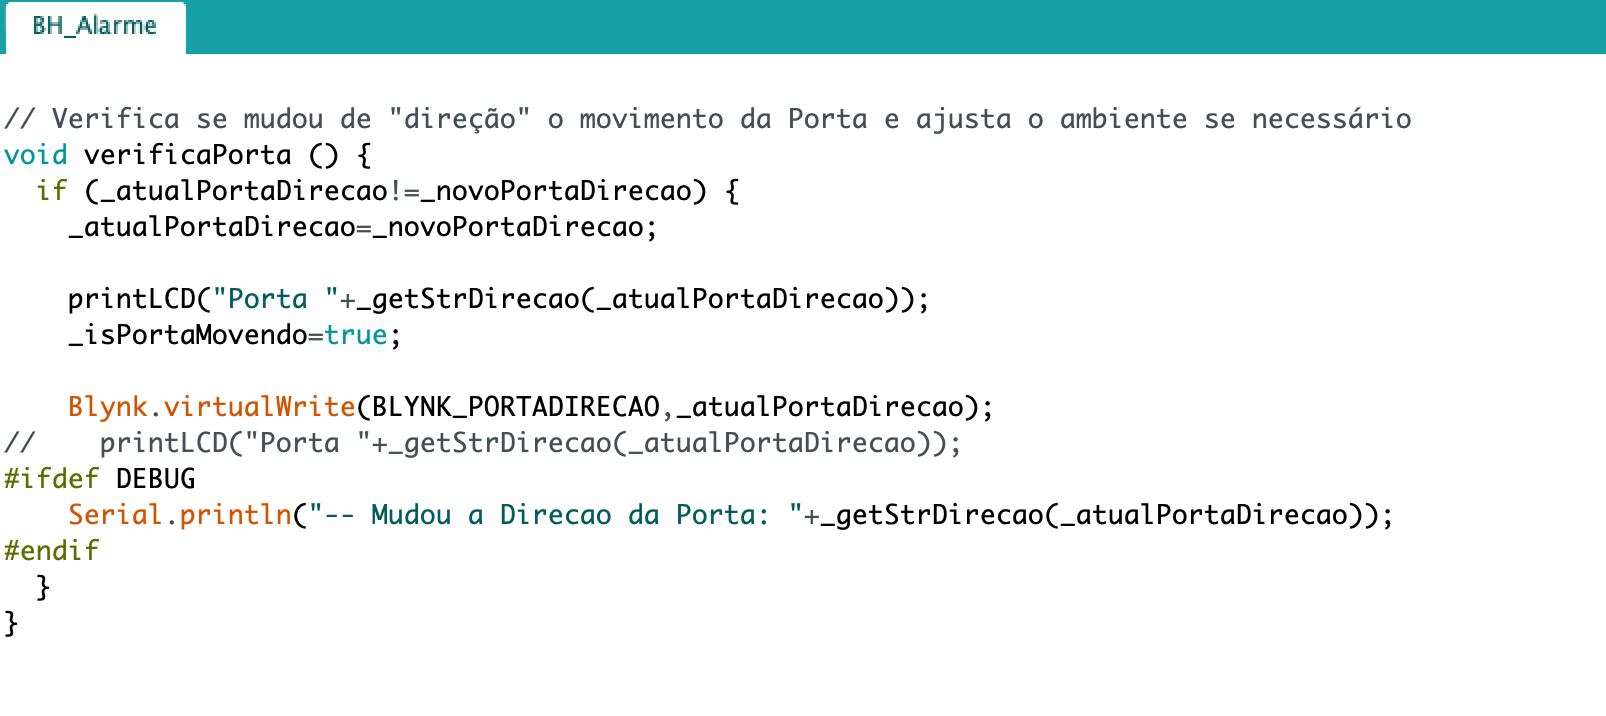 BH_Alarme
// Verifica se mudou de "direção" o movimento da Porta e ajusta o ambiente se necessário
void verificaPorta () {
  if (_atualPortaDirecao!=_novoPortaDirecao) {
    _atualPortaDirecao=_novoPortaDirecao;
    printLCD("Porta "+_getStrDirecao(_atualPortaDirecao));
    _isPortaMovendo=true;
    Blynk.virtualWrite(BLYNK_PORTADIRECAO,_atualPortaDirecao);
//    printLCD("Porta "+_getStrDirecao(_atualPortaDirecao));
#ifdef DEBUG
    Serial.println("-- Mudou a Direcao da Porta: "+_getStrDirecao(_atualPortaDirecao));
#endif
  }
}